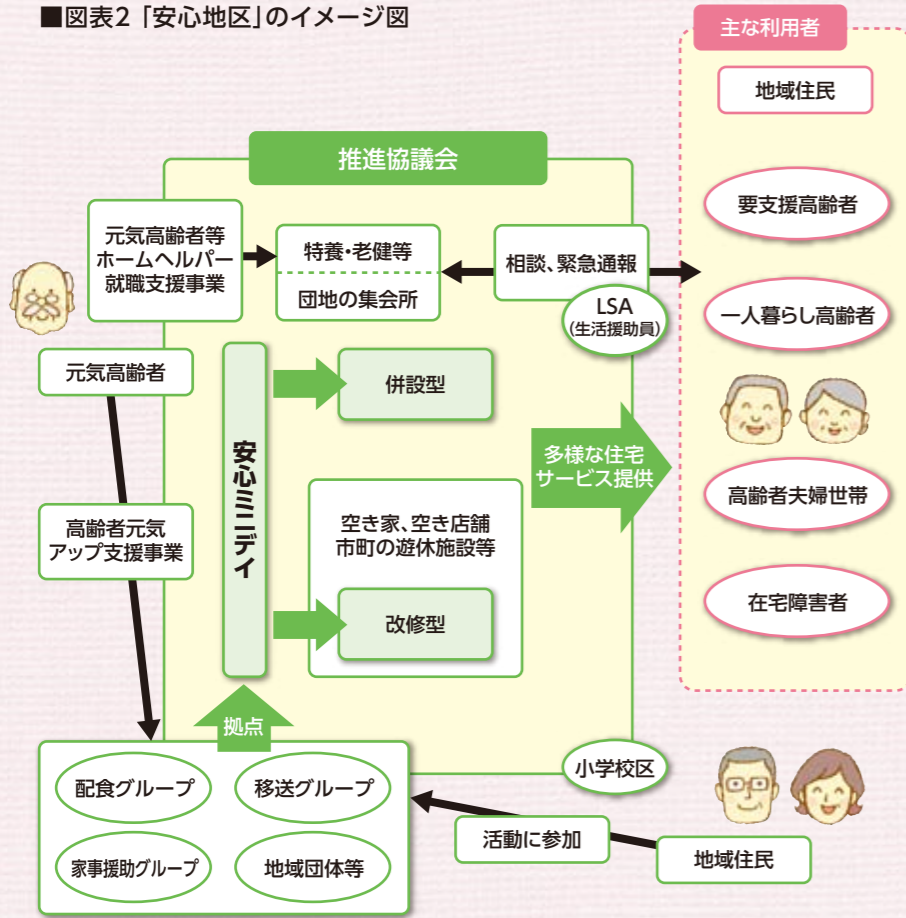 ■図表2 「安心地区」のイメージ図
主な利用者
地域住民
要支援高齢者
一人暮らし高齢者
高齢者夫婦世帯
在宅障害者
推進協議会
元気高齢者等
ホームヘルパー
就職支援事業
特養・老健等
団地の集会所
相談、緊急通報
LSA
(生活援助員)
元気高齢者
高齢者元気
アップ支援事業
安心ミニデイ
併設型
空き家、空き店舗
市町の遊休施設等
改修型
多様な住宅
サービス提供
拠点
小学校区
配食グループ
移送グループ
家事援助グループ
地域団体等
活動に参加
地域住民